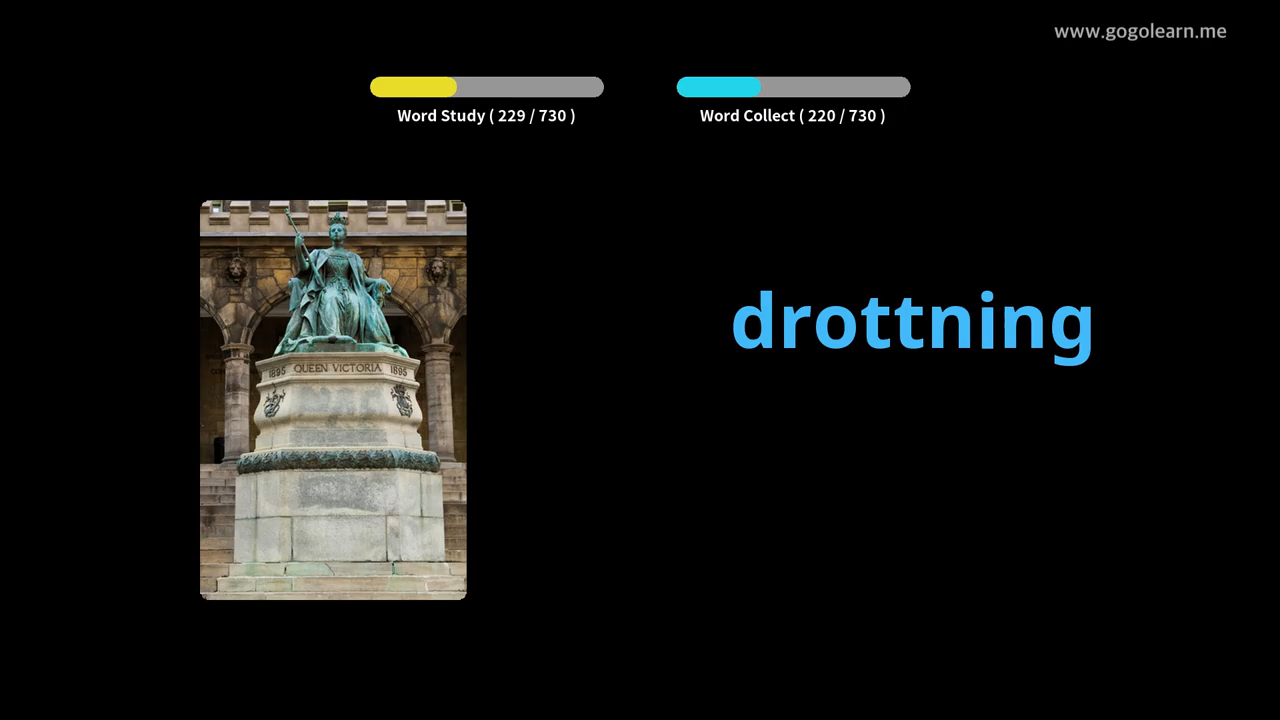 www.gogolearn.me
Word Study ( 229 / 730 )
Word Collect ( 220 / 730 )
drottning
1895 QUEEN VICTORIA 1895